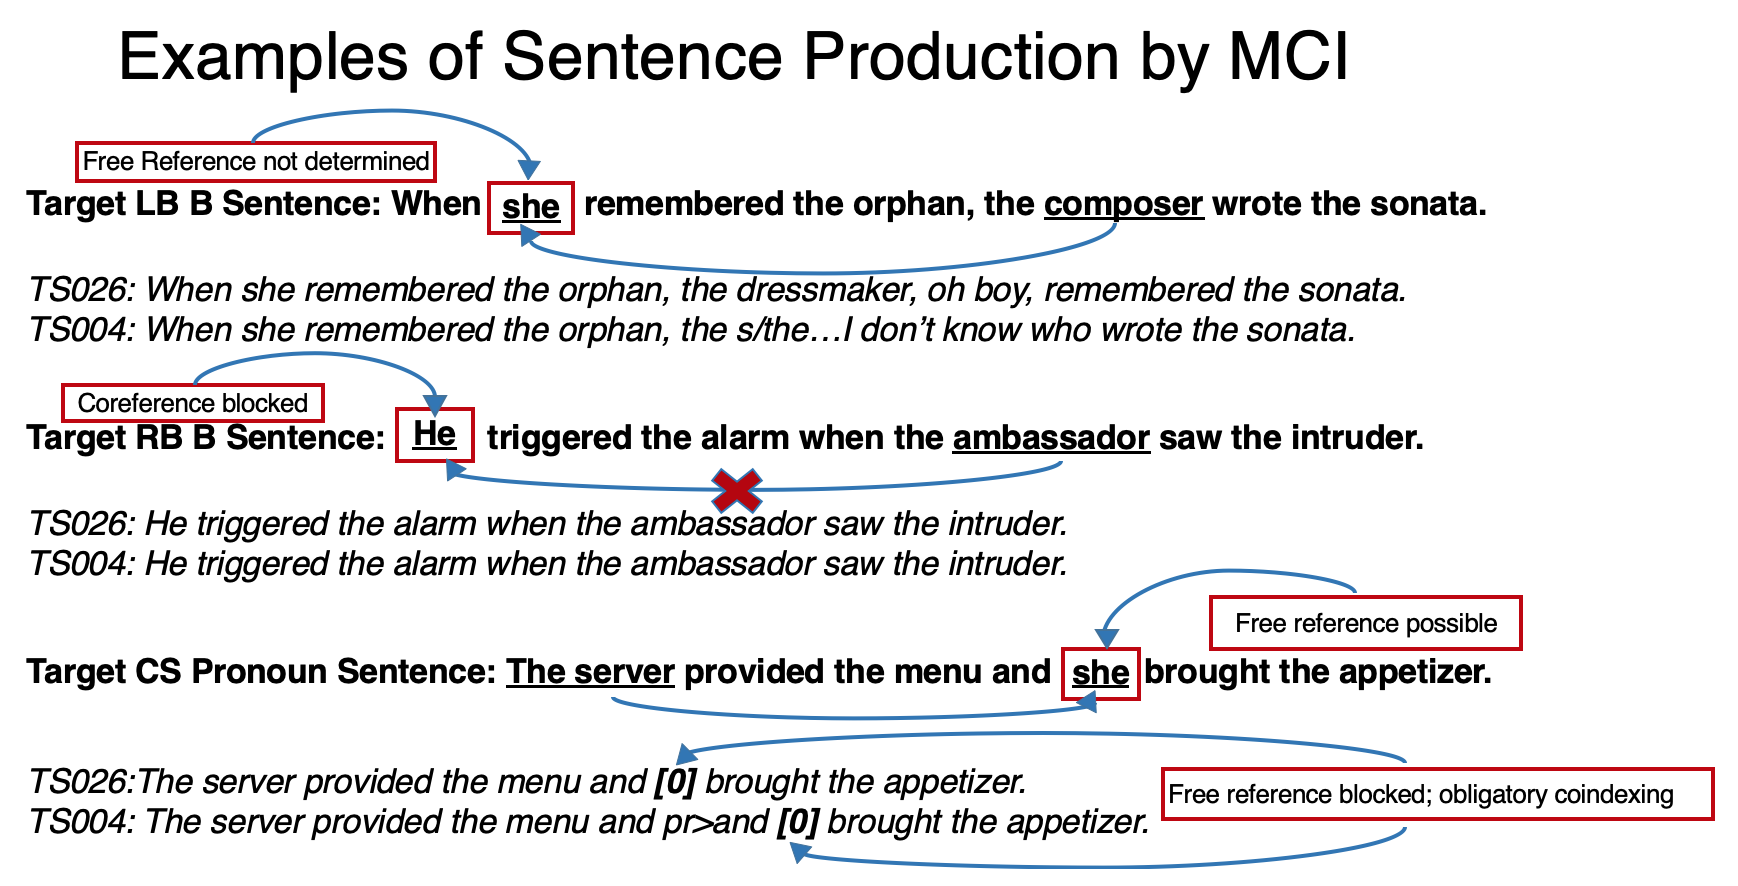 Examples of Sentence Production by MCI
Free Reference not determined
Target LB B Sentence: When she remembered the orphan, the composer wrote the sonata.
TS026: When she remembered the orphan, the dressmaker, oh boy, remembered the sonata.
TS004: When she remembered the orphan, the s/the…I don’t know who wrote the sonata.
Coreference blocked
Target RB B Sentence: He triggered the alarm when the ambassador saw the intruder.
TS026: He triggered the alarm when the ambassador saw the intruder.
TS004: He triggered the alarm when the ambassador saw the intruder.
Free reference possible
Target CS Pronoun Sentence: The server provided the menu and she brought the appetizer.
TS026:The server provided the menu and [0] brought the appetizer.
Free reference blocked; obligatory coindexing
TS004: The server provided the menu and pr>and [0] brought the appetizer.